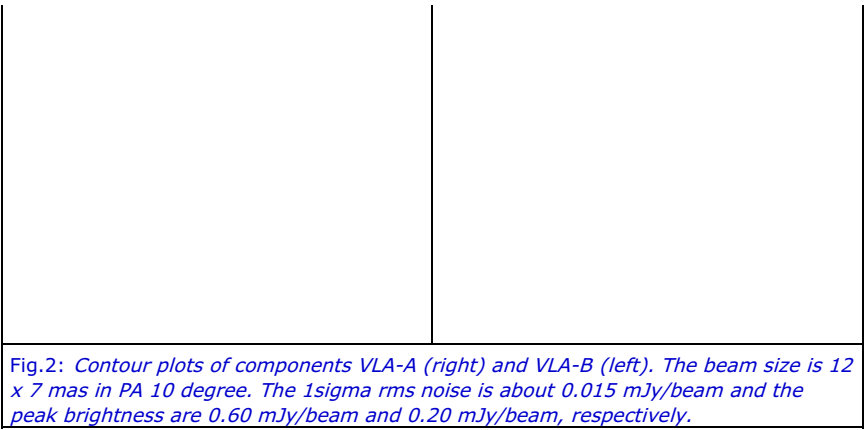 Fig.2: Contour plots of components VLA-A (right) and VLA-B (left). The beam size is 12
x 7 mas in PA 10 degree. The 1sigma rms noise is about 0.015 mJy/beam and the
peak brightness are 0.60 mJy/beam and 0.20 mJy/beam, respectively.